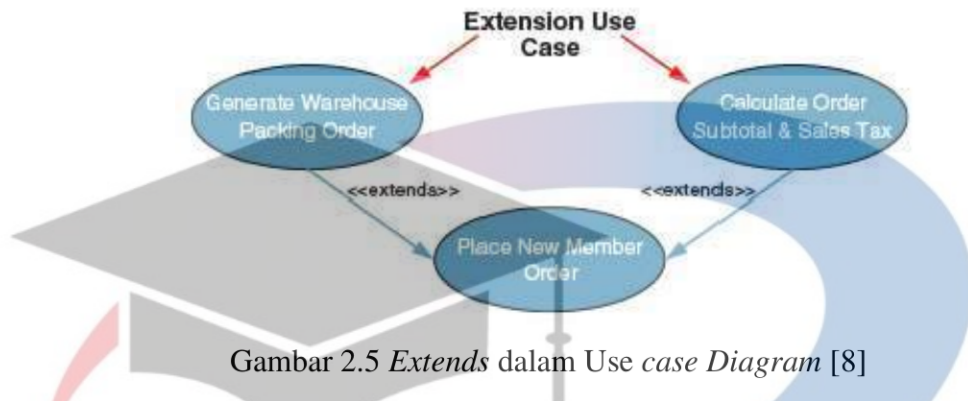 Extension Use
Case
Generate Warehouse
Packing Order
Calculate Order
Subtotal & Sales Tax
<<extends>>
<<extends>>
Place New Member
Order
Gambar 2.5 Extends dalam Use case Diagram [8]